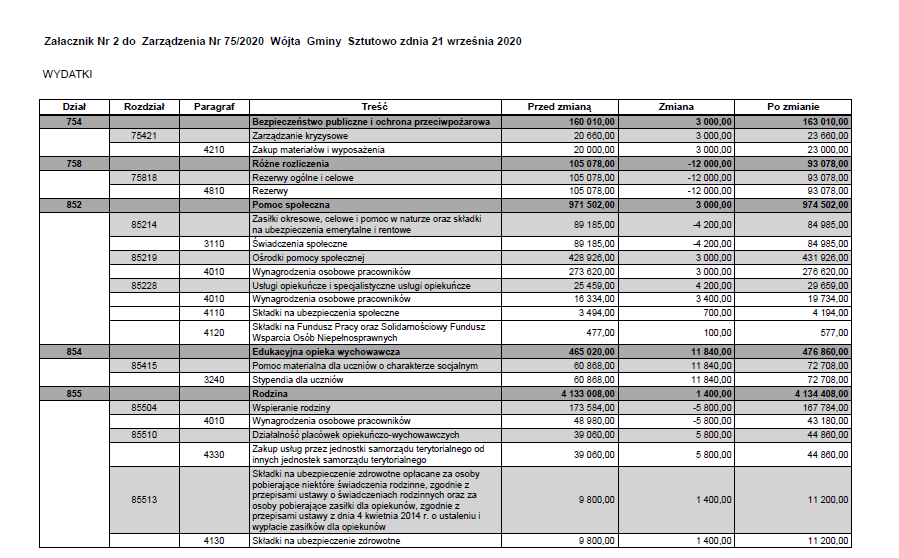 Załacznik Nr 2 do Zarządzenia Nr 75/2020 Wójta Gminy Sztutowo zdnia 21 września 2020
WYDATKI
Dział Rozdział Paragraf Treść Przed zmianą Zmiana Po zmianie
754 Bezpieczeństwo publiczne i ochrona przeciwpożarowa 160 010,00 3 000,00 163 010,00
75421 Zarządzanie kryzysowe 20 660,00 3 000,00 23 660,00
4210 Zakup materiałów i wyposażenia 20 000,00 3 000,00 23 000,00
758 Różne rozliczenia 105 078,00 -12 000,00 93 078,00
75818 Rezerwy ogólne i celowe 105 078,00 -12 000,00 93 078,00
4810 Rezerwy 105 078,00 -12 000,00 93 078,00
852 Pomoc społeczna 971 502,00 3 000,00 974 502,00
85214 Zasiłki okresowe, celowe i pomoc w naturze oraz składki
na ubezpieczenia emerytalne i rentowe 89 185,00 -4 200,00 84 985,00
3110 Świadczenia społeczne 89 185,00 -4 200,00 84 985,00
85219 Ośrodki pomocy społecznej 428 926,00 3 000,00 431 926,00
4010 Wynagrodzenia osobowe pracowników 273 620,00 3 000,00 276 620,00
85228 Usługi opiekuńcze i specjalistyczne usługi opiekuńcze 25 459,00 4 200,00 29 659,00
4010 Wynagrodzenia osobowe pracowników 16 334,00 3 400,00 19 734,00
4110 Składki na ubezpieczenia społeczne 3 494,00 700,00 4 194,00
4120 Składki na Fundusz Pracy oraz Solidarnościowy Fundusz
Wsparcia Osób Niepełnosprawnych 477,00 100,00 577,00
854 Edukacyjna opieka wychowawcza 465 020,00 11 840,00 476 860,00
85415 Pomoc materialna dla uczniów o charakterze socjalnym 60 868,00 11 840,00 72 708,00
3240 Stypendia dla uczniów 60 868,00 11 840,00 72 708,00
855 Rodzina 4 133 008,00 1 400,00 4 134 408,00
85504 Wspieranie rodziny 173 584,00 -5 800,00 167 784,00
4010 Wynagrodzenia osobowe pracowników 48 980,00 -5 800,00 43 180,00
85510 Działalność placówek opiekuńczo-wychowawczych 39 060,00 5 800,00 44 860,00
4330 Zakup usług przez jednostki samorządu terytorialnego od
innych jednostek samorządu terytorialnego 39 060,00 5 800,00 44 860,00
85513 Składki na ubezpieczenie zdrowotne opłacane za osoby
pobierające niektóre świadczenia rodzinne, zgodnie z
przepisami ustawy o świadczeniach rodzinnych oraz za
osoby pobierające zasiłki dla opiekunów, zgodnie z
przepisami ustawy z dnia 4 kwietnia 2014 r. o ustaleniu i
wypłacie zasiłków dla opiekunów 9 800,00 1 400,00 11 200,00
4130 Składki na ubezpieczenie zdrowotne 9 800,00 1 400,00 11 200,00